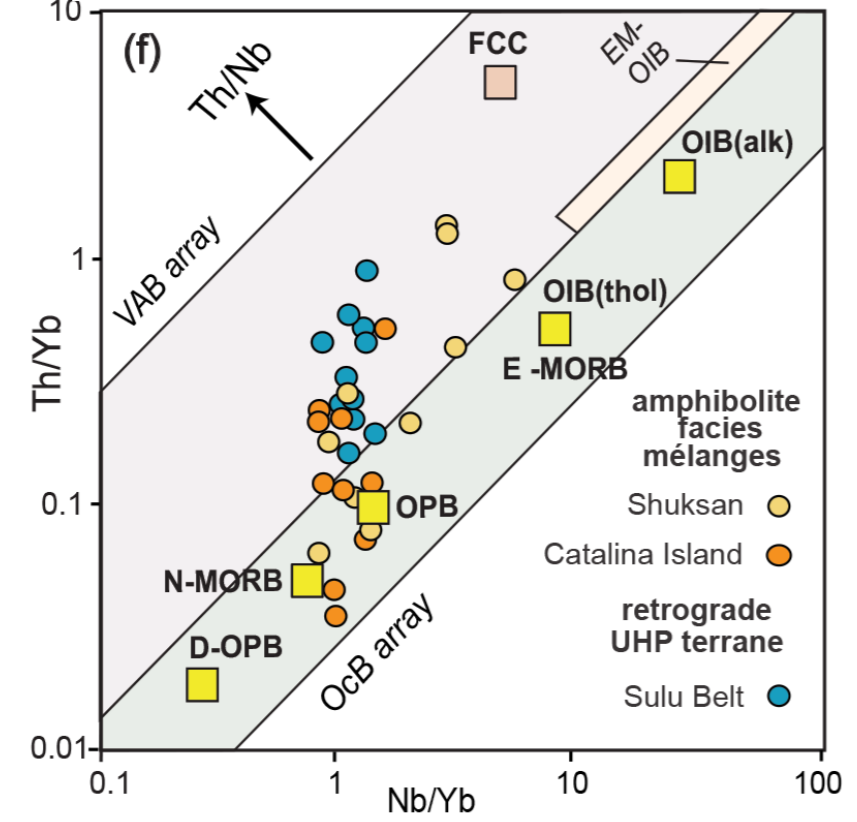 10
(f)
Th/Nb
FCC
EM-
OIB
OIB(alk)
VAB array
1
OIB(thol)
E -MORB
Th/Yb
amphibolite
facies
mélanges
Shuksan
0.1
OPB
Catalina Island
N-MORB
retrograde
UHP terrane
D-OPB
OcB array
Sulu Belt
0.01
0.1
1
10
100
Nb/Yb